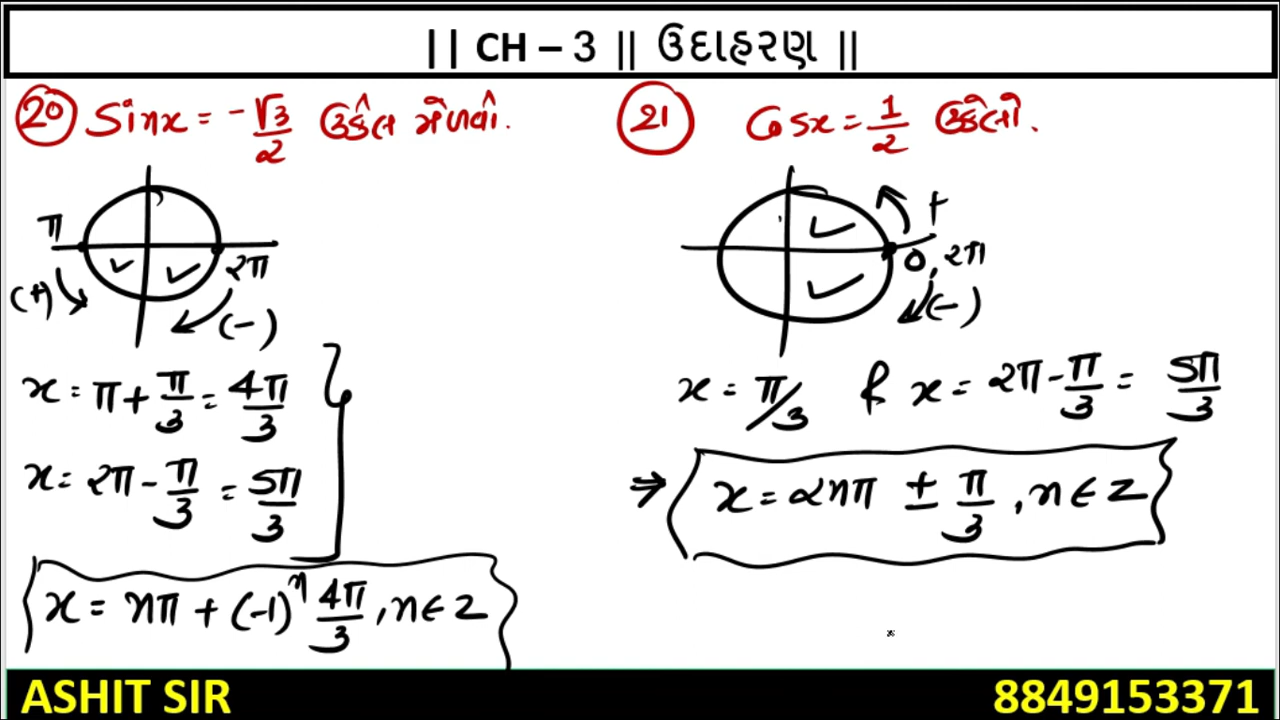 || CH – 3 || ઉદાહરણ ||
20 Sinx = -√3/2 ઉકેલ મેળવો.
π
2π
(+)
(-)
x = π + π/3 = 4π/3
x = 2π - π/3 = 5π/3
x = nπ + (-1)ⁿ 4π/3 , n ∈ Z
21 Cosx = 1/2 ઉકેલો.
+
0, 2π
(-)
x = π/3 & x = 2π - π/3 = 5π/3
⇒ x = 2nπ ± π/3 , n ∈ Z
ASHIT SIR
8849153371